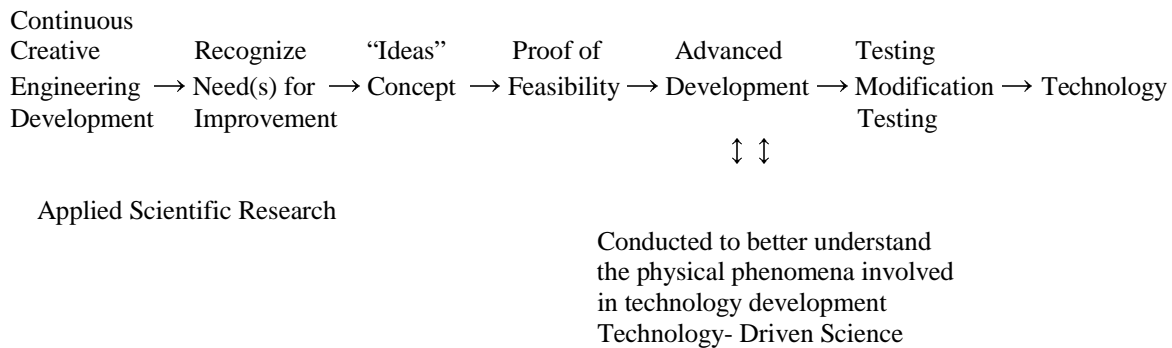 Continuous
Creative Recognize “Ideas” Proof of Advanced Testing
Engineering → Need(s) for → Concept → Feasibility → Development → Modification → Technology
Development Improvement Testing
↕ ↕
Applied Scientific Research
Conducted to better understand
the physical phenomena involved
in technology development
Technology- Driven Science